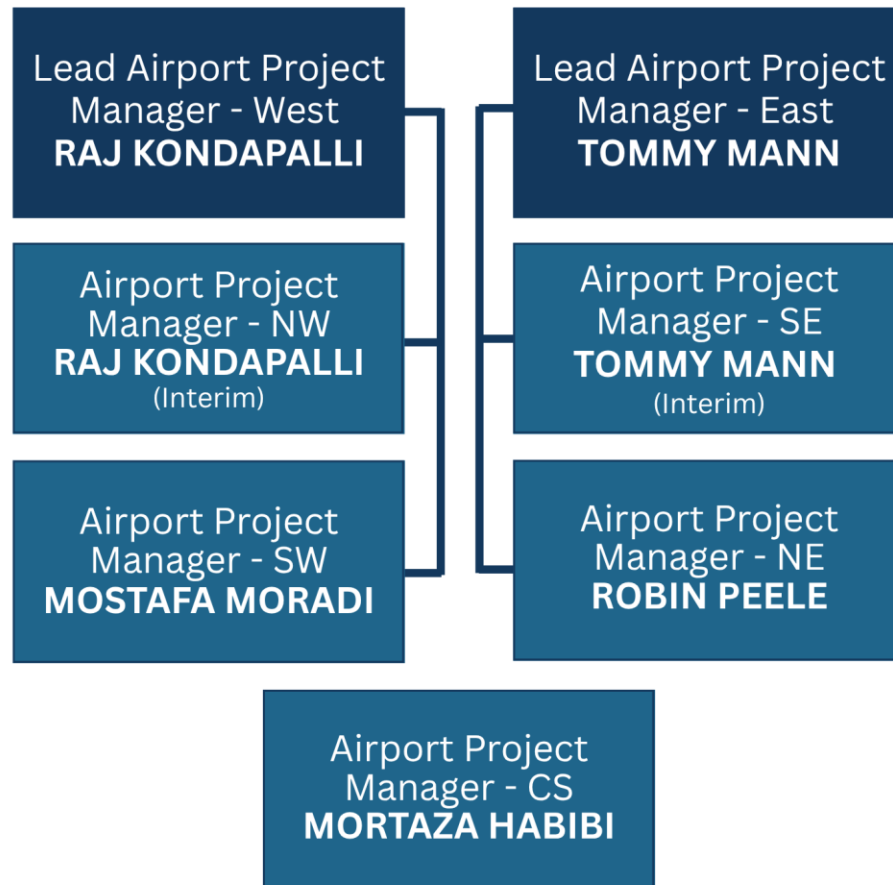 Lead Airport Project
Manager - West
RAJ KONDAPALLI
Lead Airport Project
Manager - East
TOMMY MANN
Airport Project
Manager - NW
RAJ KONDAPALLI
(Interim)
Airport Project
Manager - SE
TOMMY MANN
(Interim)
Airport Project
Manager - SW
MOSTAFA MORADI
Airport Project
Manager - NE
ROBIN PEELE
Airport Project
Manager - CS
MORTAZA HABIBI